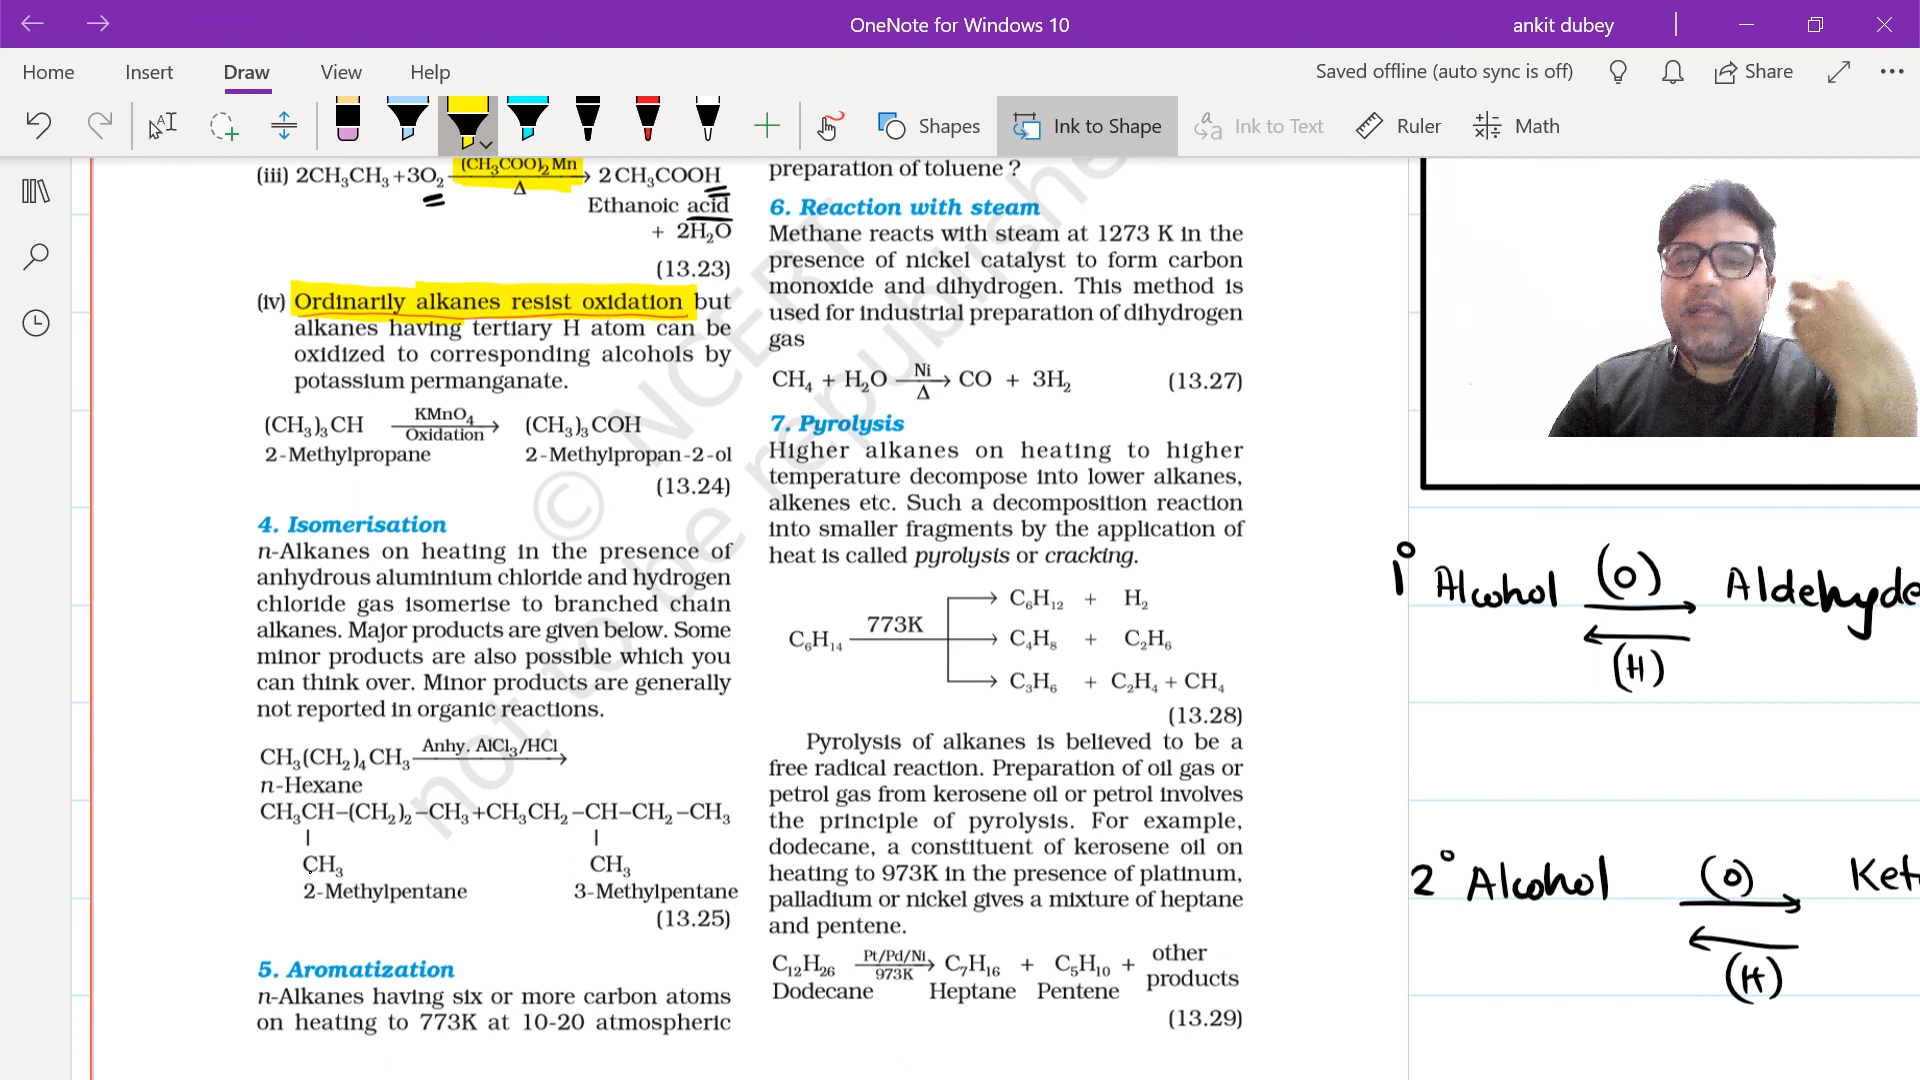 OneNote for Windows 10
ankit dubey
Home Insert Draw View Help
Saved offline (auto sync is off)
Share
Shapes
Ink to Shape
Ink to Text
Ruler
Math
(iii) 2CH₃CH₃+3O₂ (CH₃COO)₂Mn Δ → 2CH₃COOH
Ethanoic acid
+ 2H₂O
(13.23)
(iv) Ordinarily alkanes resist oxidation but
alkanes having tertiary H atom can be
oxidized to corresponding alcohols by
potassium permanganate.
(CH₃)₃CH KMnO₄ Oxidation → (CH₃)₃COH
2-Methylpropane 2-Methylpropan-2-ol
(13.24)
4. Isomerisation
n-Alkanes on heating in the presence of
anhydrous aluminium chloride and hydrogen
chloride gas isomerise to branched chain
alkanes. Major products are given below. Some
minor products are also possible which you
can think over. Minor products are generally
not reported in organic reactions.
CH₃(CH₂)₄CH₃ Anhy. AlCl₃/HCl →
n-Hexane
CH₃CH–(CH₂)₂–CH₃+CH₃CH₂–CH–CH₂–CH₃
CH₃ CH₃
2-Methylpentane 3-Methylpentane
(13.25)
5. Aromatization
n-Alkanes having six or more carbon atoms
on heating to 773K at 10-20 atmospheric
preparation of toluene ?
6. Reaction with steam
Methane reacts with steam at 1273 K in the
presence of nickel catalyst to form carbon
monoxide and dihydrogen. This method is
used for industrial preparation of dihydrogen
gas
CH₄ + H₂O Ni Δ → CO + 3H₂ (13.27)
7. Pyrolysis
Higher alkanes on heating to higher
temperature decompose into lower alkanes,
alkenes etc. Such a decomposition reaction
into smaller fragments by the application of
heat is called pyrolysis or cracking.
C₆H₁₄ 773K
→ C₆H₁₂ + H₂
→ C₄H₈ + C₂H₆
→ C₃H₆ + C₂H₄ + CH₄
(13.28)
Pyrolysis of alkanes is believed to be a
free radical reaction. Preparation of oil gas or
petrol gas from kerosene oil or petrol involves
the principle of pyrolysis. For example,
dodecane, a constituent of kerosene oil on
heating to 973K in the presence of platinum,
palladium or nickel gives a mixture of heptane
and pentene.
C₁₂H₂₆ Pt/Pd/Ni 973K → C₇H₁₆ + C₅H₁₀ + other products
Dodecane Heptane Pentene
(13.29)
© NCERT
not to be republished
1° Alcohol (O) Aldehyde
(H)
2° Alcohol (O) Ket
(H)